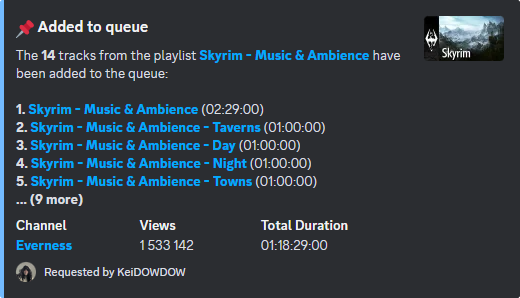 Added to queue
The 14 tracks from the playlist Skyrim - Music & Ambience have
been added to the queue:
Skyrim
1. Skyrim - Music & Ambience (02:29:00)
2. Skyrim - Music & Ambience - Taverns (01:00:00)
3. Skyrim - Music & Ambience - Day (01:00:00)
4. Skyrim - Music & Ambience - Night (01:00:00)
5. Skyrim - Music & Ambience - Towns (01:00:00)
... (9 more)
Channel Views Total Duration
Everness 1 533 142 01:18:29:00
Requested by KeiDOWDOW